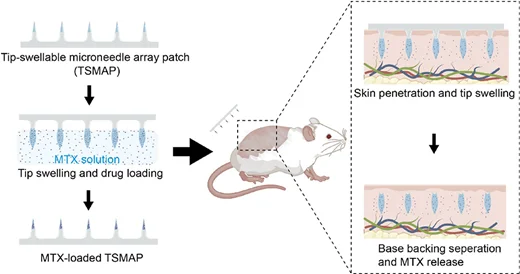 Tip-swellable microneedle array patch
(TSMAP)
MTX solution
Tip swelling and drug loading
MTX-loaded TSMAP
Skin penetration and tip swelling
Base backing seperation
and MTX release